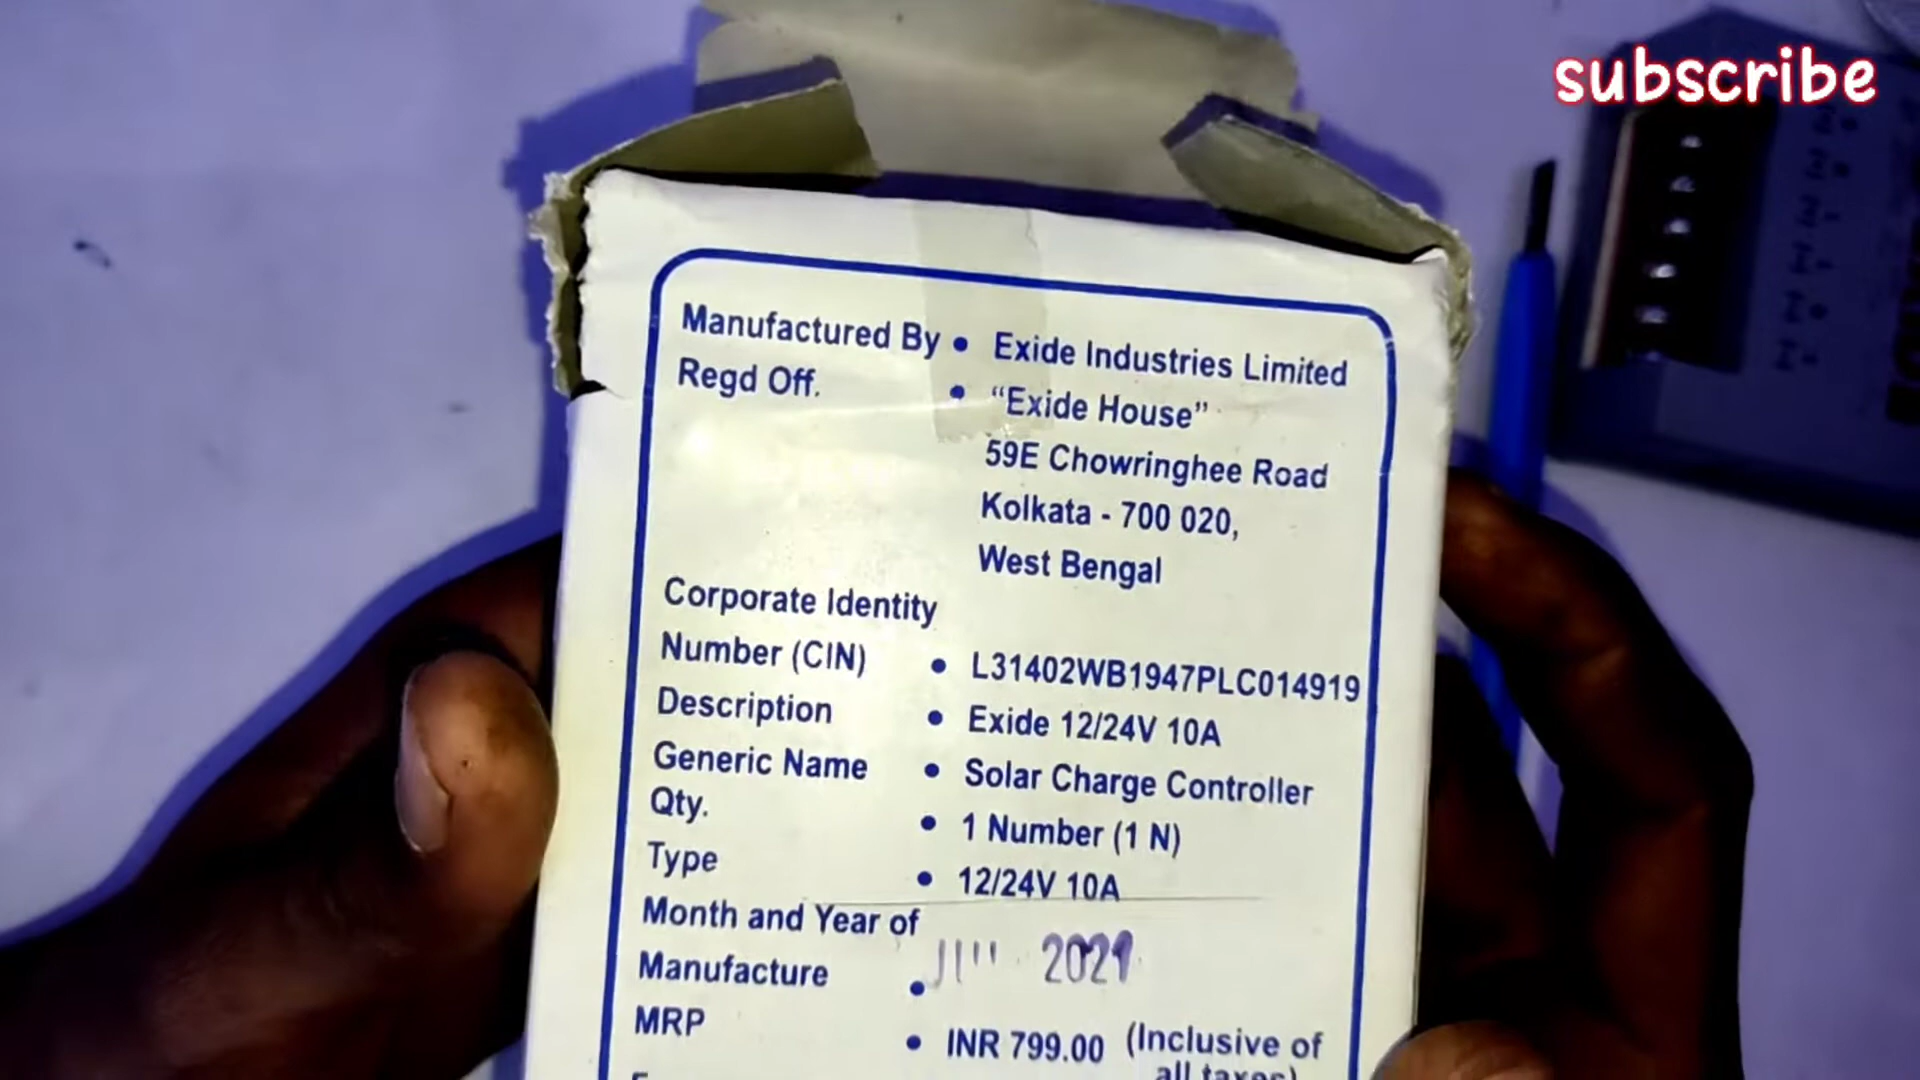 subscribe
Manufactured By • Exide Industries Limited
Regd Off. • “Exide House”
59E Chowringhee Road
Kolkata - 700 020,
West Bengal
Corporate Identity
Number (CIN) • L31402WB1947PLC014919
Description • Exide 12/24V 10A
Generic Name • Solar Charge Controller
Qty. • 1 Number (1 N)
Type • 12/24V 10A
Month and Year of
Manufacture • 2021
MRP • INR 799.00 (Inclusive of
all taxes)